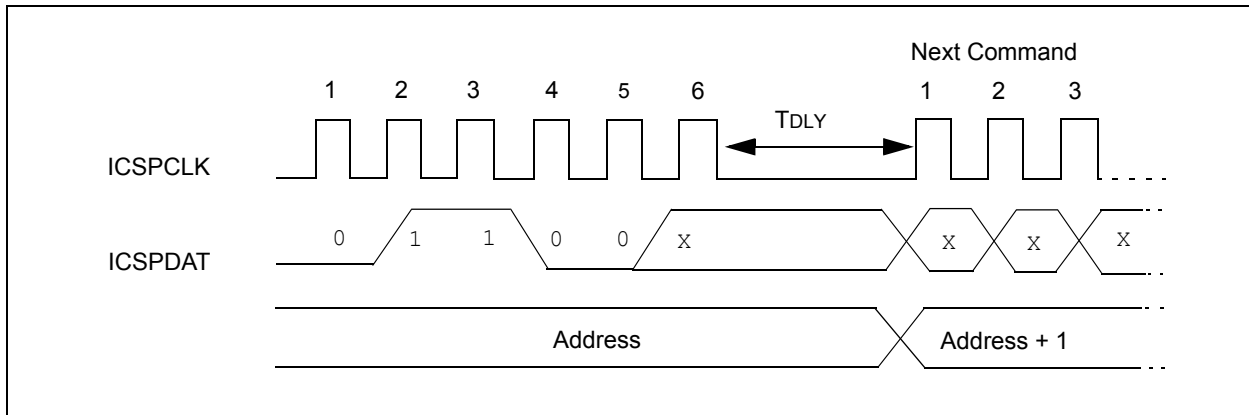 Next Command
1 2 3 4 5 6 1 2 3
TDLY
ICSPCLK
0 1 1 0 0 X X X X
ICSPDAT
Address Address + 1